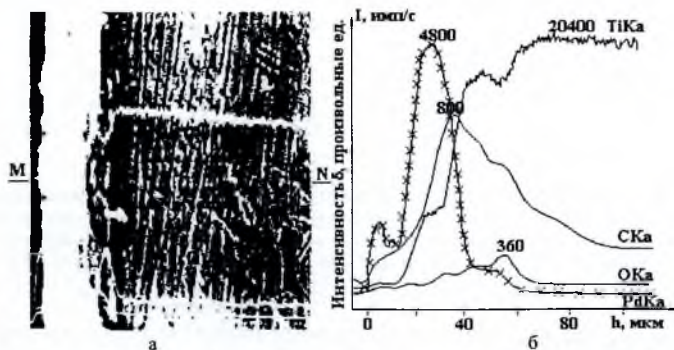 M
N
а
Интенсивность, произвольные ед.
I, имп/с
4800
800
20400 TiKa
CKa
360
OKa
PdKa
0
40
80
h, мкм
б